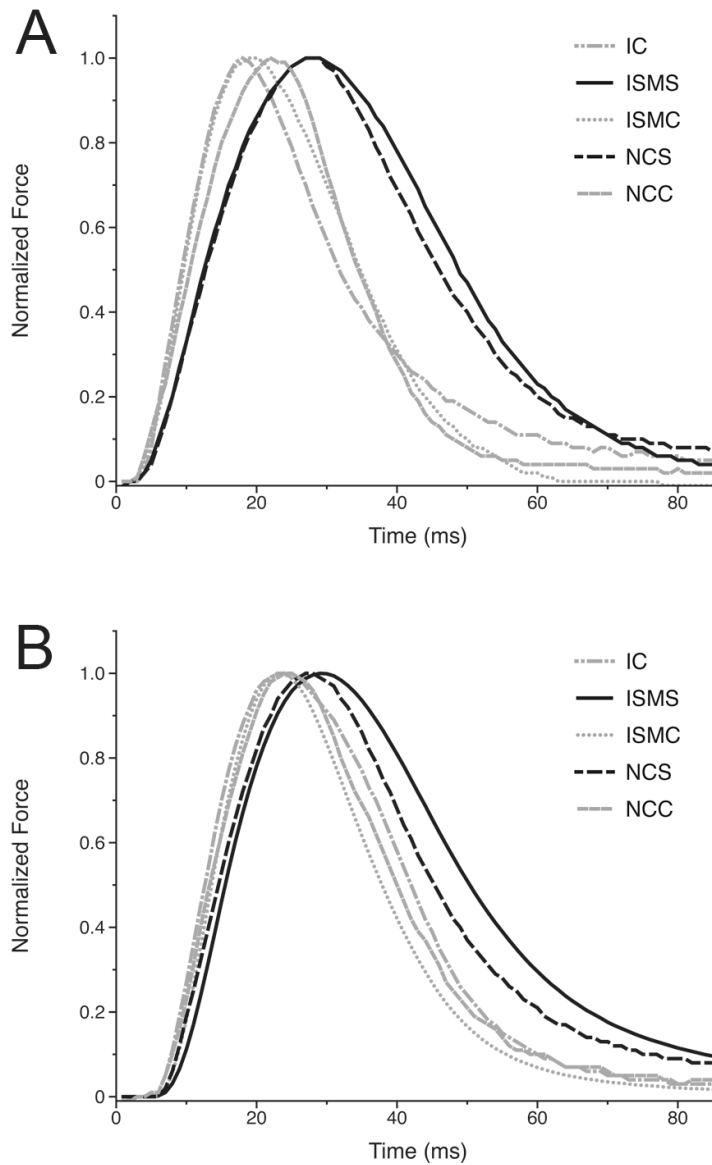 A
IC
ISMS
ISMC
NCS
NCC
Normalized Force
1.0
0.8
0.6
0.4
0.2
0
0 20 40 60 80
Time (ms)
B
IC
ISMS
ISMC
NCS
NCC
Normalized Force
1.0
0.8
0.6
0.4
0.2
0
0 20 40 60 80
Time (ms)